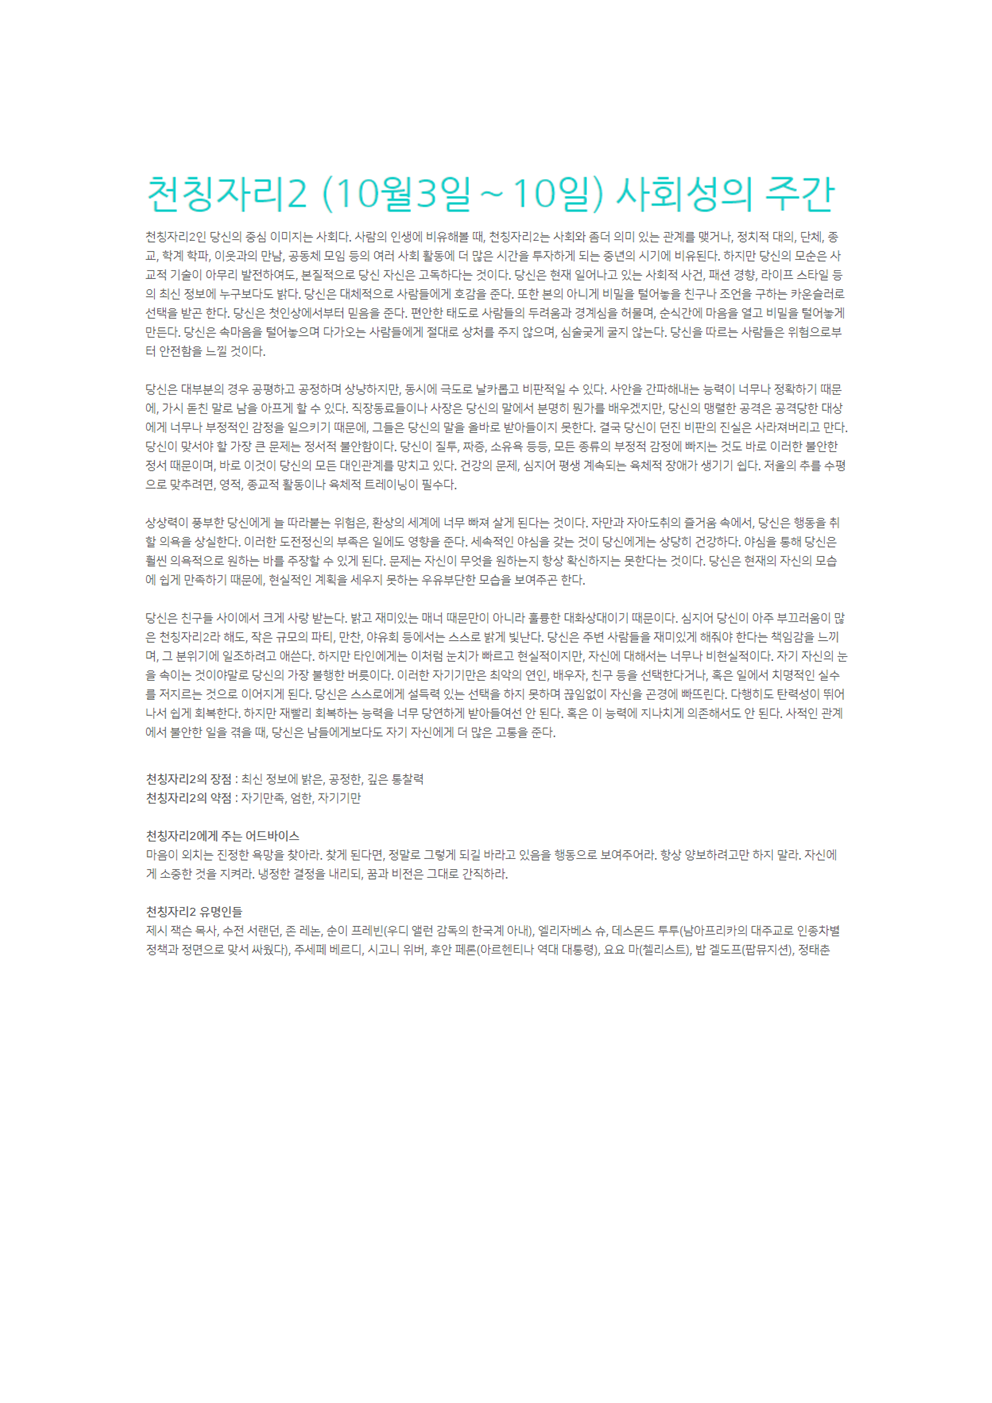 천칭자리2 (10월3일~10일) 사회성의 주간
천칭자리2인 당신의 중심 이미지는 사회다. 사람의 인생에 비유해볼 때, 천칭자리2는 사회와 좀더 의미 있는 관계를 맺거나, 정치적 대의, 단체, 종
교, 학계 학파, 이웃과의 만남, 공동체 모임 등의 여러 사회 활동에 더 많은 시간을 투자하게 되는 중년의 시기에 비유된다. 하지만 당신의 모순은 사
교적 기술이 아무리 발전하여도, 본질적으로 당신 자신은 고독하다는 것이다. 당신은 현재 일어나고 있는 사회적 사건, 패션 경향, 라이프 스타일 등
의 최신 정보에 누구보다도 밝다. 당신은 대체적으로 사람들에게 호감을 준다. 또한 본의 아니게 비밀을 털어놓을 친구나 조언을 구하는 카운슬러로
선택을 받곤 한다. 당신은 첫인상에서부터 믿음을 준다. 편안한 태도로 사람들의 두려움과 경계심을 허물며, 순식간에 마음을 열고 비밀을 털어놓게
만든다. 당신은 속마음을 털어놓으며 다가오는 사람들에게 절대로 상처를 주지 않으며, 심술궂게 굴지 않는다. 당신을 따르는 사람들은 위험으로부
터 안전함을 느낄 것이다.
당신은 대부분의 경우 공평하고 공정하며 상냥하지만, 동시에 극도로 날카롭고 비판적일 수 있다. 사안을 간파해내는 능력이 너무나 정확하기 때문
에, 가시 돋친 말로 남을 아프게 할 수 있다. 직장동료들이나 사장은 당신의 말에서 분명히 뭔가를 배우겠지만, 당신의 맹렬한 공격은 공격당한 대상
에게 너무나 부정적인 감정을 일으키기 때문에, 그들은 당신의 말을 올바로 받아들이지 못한다. 결국 당신이 던진 비판의 진실은 사라져버리고 만다.
당신이 맞서야 할 가장 큰 문제는 정서적 불안함이다. 당신이 질투, 짜증, 소유욕 등등, 모든 종류의 부정적 감정에 빠지는 것도 바로 이러한 불안한
정서 때문이며, 바로 이것이 당신의 모든 대인관계를 망치고 있다. 건강의 문제, 심지어 평생 계속되는 육체적 장애가 생기기 쉽다. 저울의 추를 수평
으로 맞추려면, 영적, 종교적 활동이나 육체적 트레이닝이 필수다.
상상력이 풍부한 당신에게 늘 따라붙는 위험은, 환상의 세계에 너무 빠져 살게 된다는 것이다. 자만과 자아도취의 즐거움 속에서, 당신은 행동을 취
할 의욕을 상실한다. 이러한 도전정신의 부족은 일에도 영향을 준다. 세속적인 야심을 갖는 것이 당신에게는 상당히 건강하다. 야심을 통해 당신은
훨씬 의욕적으로 원하는 바를 주장할 수 있게 된다. 문제는 자신이 무엇을 원하는지 항상 확신하지는 못한다는 것이다. 당신은 현재의 자신의 모습
에 쉽게 만족하기 때문에, 현실적인 계획을 세우지 못하는 우유부단한 모습을 보여주곤 한다.
당신은 친구들 사이에서 크게 사랑 받는다. 밝고 재미있는 매너 때문만이 아니라 훌륭한 대화상대이기 때문이다. 심지어 당신이 아주 부끄러움이 많
은 천칭자리2라 해도, 작은 규모의 파티, 만찬, 야유회 등에서는 스스로 밝게 빛난다. 당신은 주변 사람들을 재미있게 해줘야 한다는 책임감을 느끼
며, 그 분위기에 일조하려고 애쓴다. 하지만 타인에게는 이처럼 눈치가 빠르고 현실적이지만, 자신에 대해서는 너무나 비현실적이다. 자기 자신의 눈
을 속이는 것이야말로 당신의 가장 불행한 버릇이다. 이러한 자기기만은 최악의 연인, 배우자, 친구 등을 선택한다거나, 혹은 일에서 치명적인 실수
를 저지르는 것으로 이어지게 된다. 당신은 스스로에게 설득력 있는 선택을 하지 못하며 끊임없이 자신을 곤경에 빠뜨린다. 다행히도 탄력성이 뛰어
나서 쉽게 회복한다. 하지만 재빨리 회복하는 능력을 너무 당연하게 받아들여선 안 된다. 혹은 이 능력에 지나치게 의존해서도 안 된다. 사적인 관계
에서 불안한 일을 겪을 때, 당신은 남들에게보다도 자기 자신에게 더 많은 고통을 준다.
천칭자리2의 장점 : 최신 정보에 밝은, 공정한, 깊은 통찰력
천칭자리2의 약점 : 자기만족, 엄한, 자기기만
천칭자리2에게 주는 어드바이스
마음이 외치는 진정한 욕망을 찾아라. 찾게 된다면, 정말로 그렇게 되길 바라고 있음을 행동으로 보여주어라. 항상 양보하려고만 하지 말라. 자신에
게 소중한 것을 지켜라. 냉정한 결정을 내리되, 꿈과 비전은 그대로 간직하라.
천칭자리2 유명인들
제시 잭슨 목사, 수전 서랜던, 존 레논, 순이 프레빈(우디 앨런 감독의 한국계 아내), 엘리자베스 슈, 데스몬드 투투(남아프리카의 대주교로 인종차별
정책과 정면으로 맞서 싸웠다), 주세페 베르디, 시고니 위버, 후안 페론(아르헨티나 역대 대통령), 요요 마(첼리스트), 밥 겔도프(팝뮤지션), 정태춘